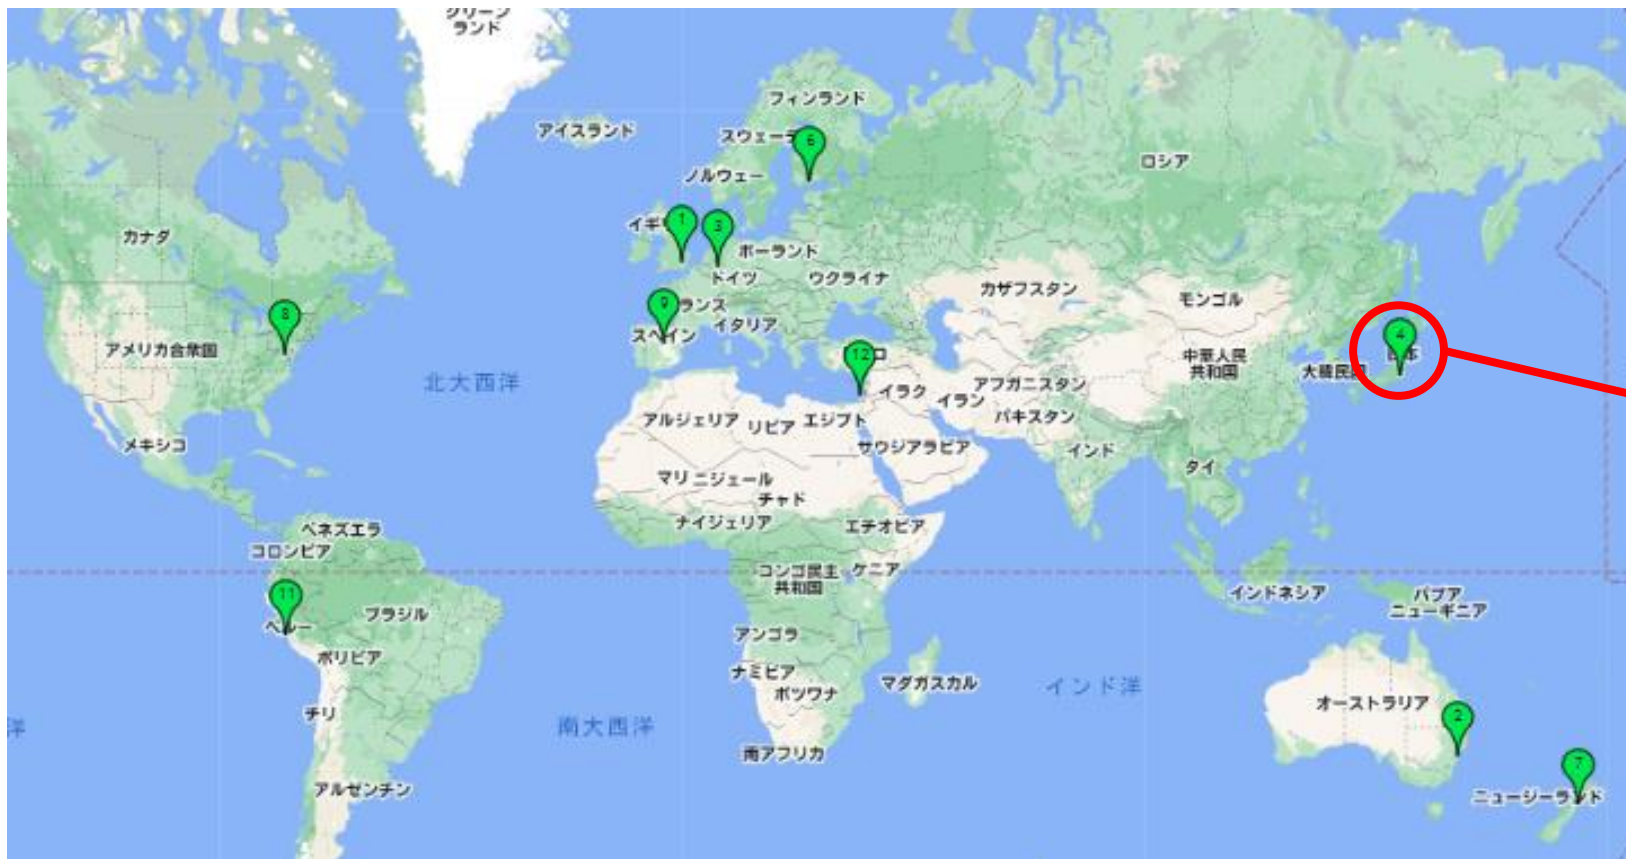 グリーン
ランド
フィンランド
アイスランド
スウェーデ
6
ロシア
ノルウェー
イギリ
1
3
カナダ
ポーランド
ドイツ
ウクライナ
カザフスタン
モンゴル
8
9
ランス
スペイン
イタリア
アメリカ合衆国
12
イラク
イラン
アフガニスタン
パキスタン
中華人民
共和国
大韓民国
4
日本
北大西洋
メキシコ
アルジェリア
リビア
エジプト
サウジアラビア
インド
タイ
マリ
ニジェール
チャド
ナイジェリア
エチオピア
ベネズエラ
コロンビア
コンゴ民主
共和国
ケニア
インドネシア
パプア
ニューギニア
11
ペルー
ブラジル
アンゴラ
ボリビア
ナミビア
ボツワナ
マダガスカル
インド洋
オーストラリア
2
チリ
洋
南大西洋
南アフリカ
7
アルゼンチン
ニュージーランド